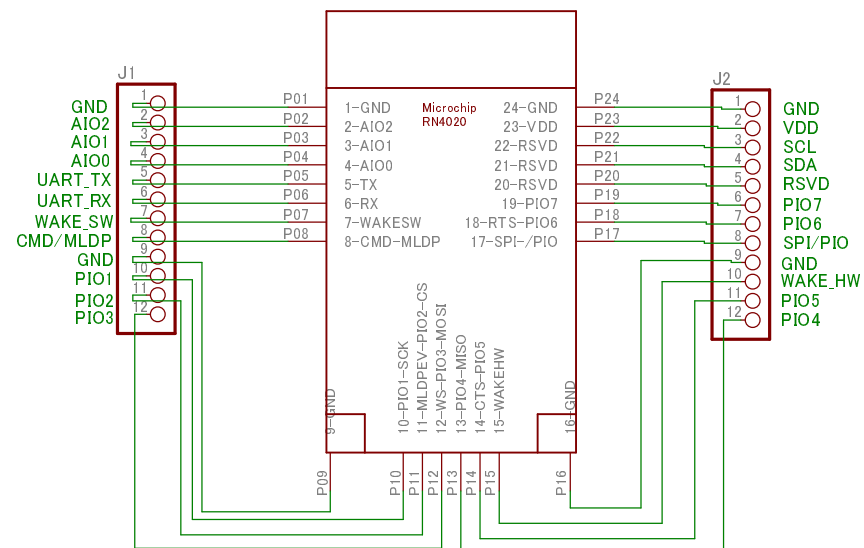 J1
1
GND
2
AIO2
3
AIO1
4
AIO0
5
UART_TX
6
UART_RX
7
WAKE_SW
8
CMD/MLDP
9
GND
10
PIO1
11
PIO2
12
PIO3
P01
P02
P03
P04
P05
P06
P07
P08
1-GND
2-AIO2
3-AIO1
4-AIO0
5-TX
6-RX
7-WAKESW
8-CMD-MLDP
Microchip
RN4020
24-GND
23-VDD
22-RSVD
21-RSVD
20-RSVD
19-PIO7
18-RTS-PIO6
17-SPI-/PIO
9-GND
10-PIO1-SCK
11-MLDPEV-PIO2-CS
12-WS-PIO3-MOSI
13-PIO4-MISO
14-CTS-PIO5
15-WAKEHW
16-GND
P09
P10
P11
P12
P13
P14
P15
P16
P24
P23
P22
P21
P20
P19
P18
P17
J2
1
GND
2
VDD
3
SCL
4
SDA
5
RSVD
6
PIO7
7
PIO6
8
SPI/PIO
9
GND
10
WAKE_HW
11
PIO5
12
PIO4